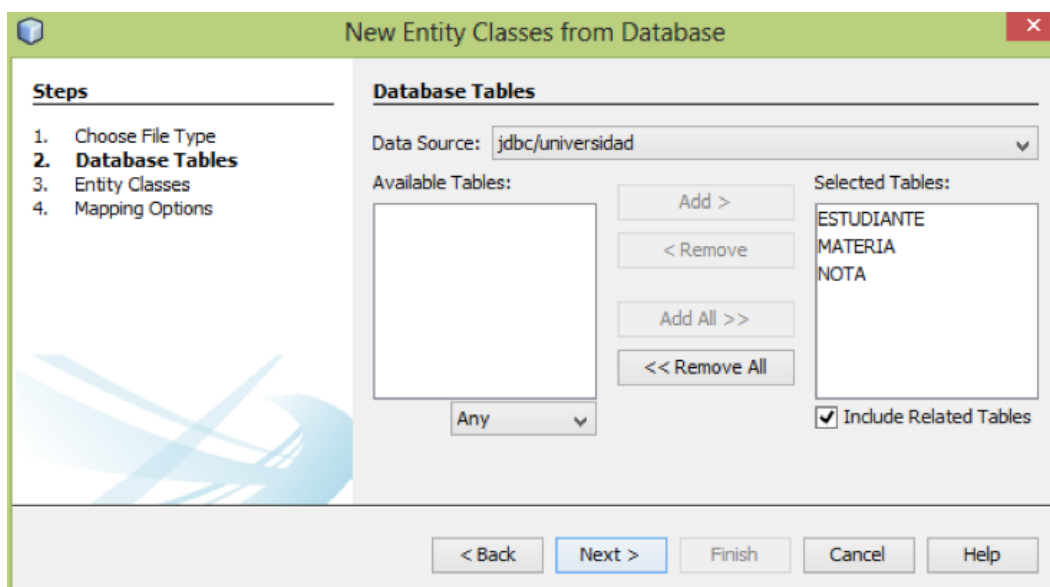 New Entity Classes from Database
Steps
1. Choose File Type
2. Database Tables
3. Entity Classes
4. Mapping Options
Database Tables
Data Source: jdbc/universidad
Available Tables:
Any
Add >
< Remove
Add All >>
<< Remove All
Selected Tables:
ESTUDIANTE
MATERIA
NOTA
Include Related Tables
< Back Next > Finish Cancel Help